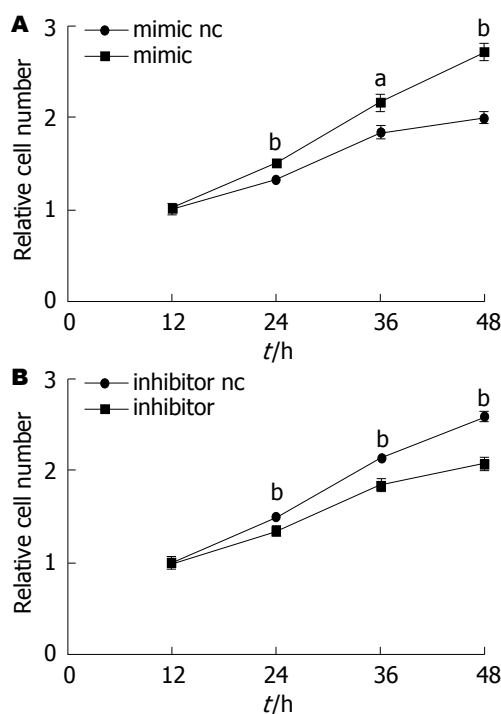 A
mimic nc
mimic
Relative cell number
3
2
1
0
b
a
b
0 12 24 36 48
t/h
B
inhibitor nc
inhibitor
Relative cell number
3
2
1
0
b
b
b
0 12 24 36 48
t/h